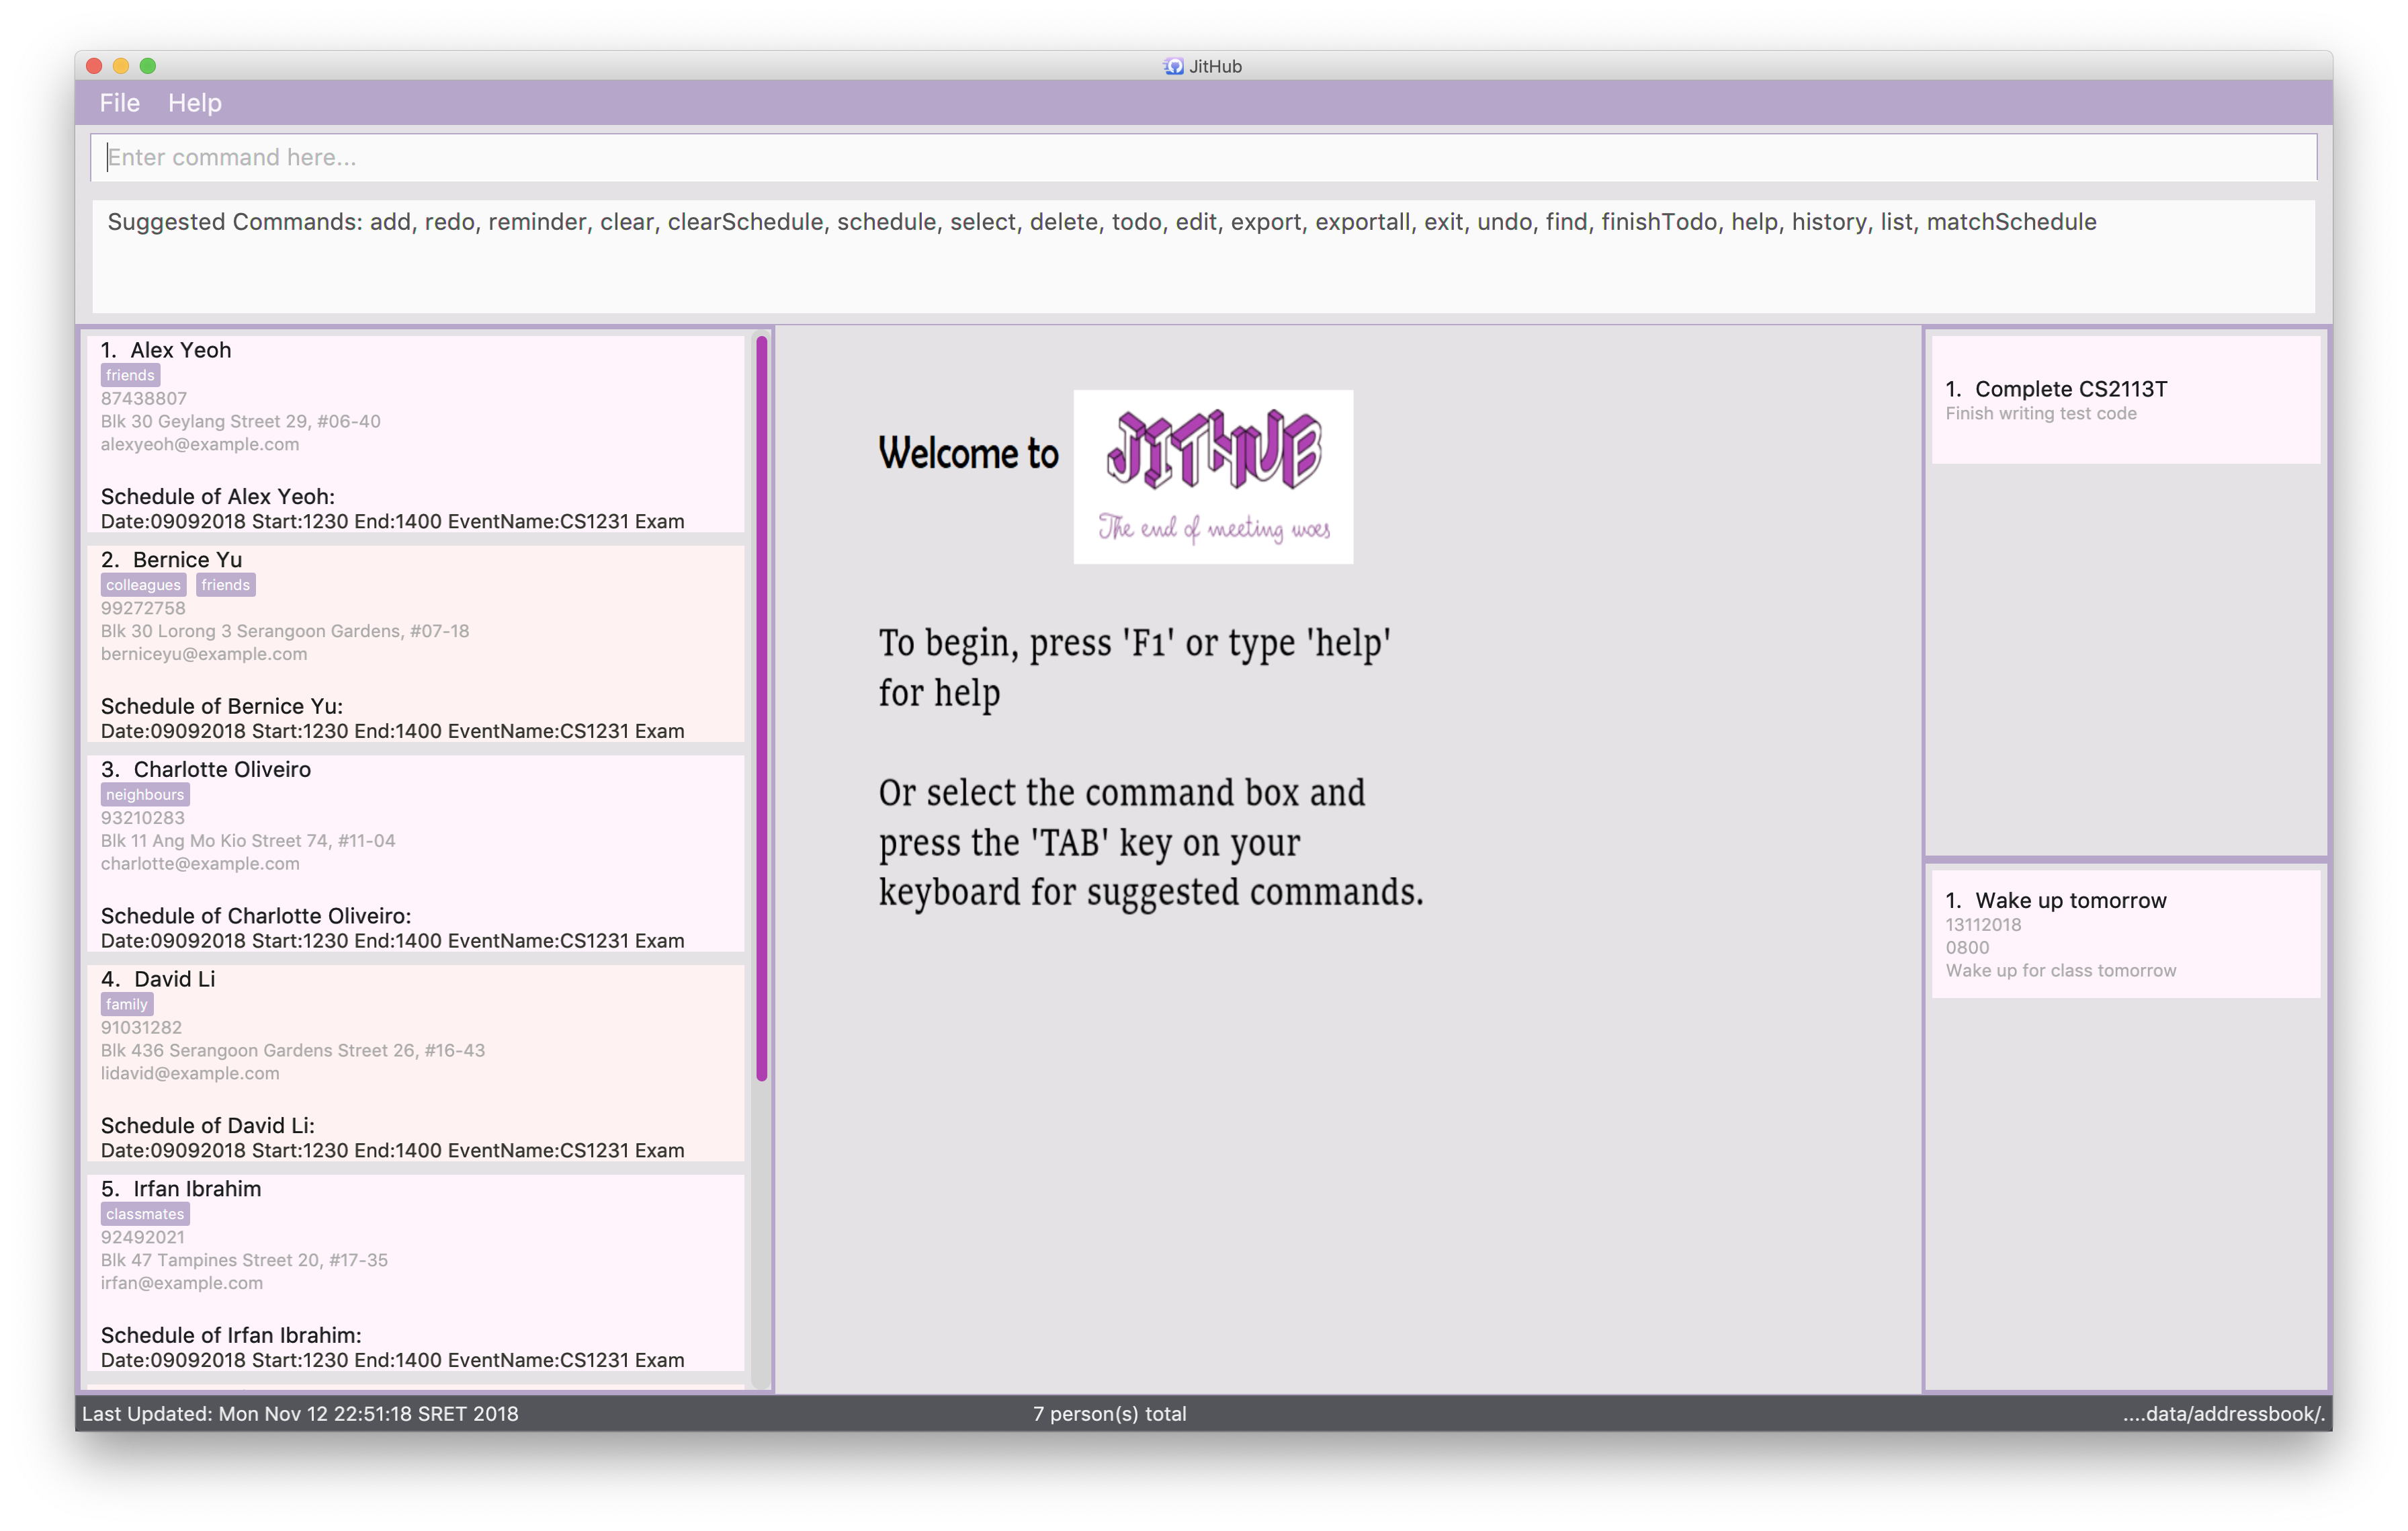 JitHub
File Help
Enter command here...
Suggested Commands: add, redo, reminder, clear, clearSchedule, schedule, select, delete, todo, edit, export, exportall, exit, undo, find, finishTodo, help, history, list, matchSchedule
1. Alex Yeoh
friends
87438807
Blk 30 Geylang Street 29, #06-40
alexyeoh@example.com
Schedule of Alex Yeoh:
Date:09092018 Start:1230 End:1400 EventName:CS1231 Exam
2. Bernice Yu
colleagues friends
99272758
Blk 30 Lorong 3 Serangoon Gardens, #07-18
berniceyu@example.com
Schedule of Bernice Yu:
Date:09092018 Start:1230 End:1400 EventName:CS1231 Exam
3. Charlotte Oliveiro
neighbours
93210283
Blk 11 Ang Mo Kio Street 74, #11-04
charlotte@example.com
Schedule of Charlotte Oliveiro:
Date:09092018 Start:1230 End:1400 EventName:CS1231 Exam
4. David Li
family
91031282
Blk 436 Serangoon Gardens Street 26, #16-43
lidavid@example.com
Schedule of David Li:
Date:09092018 Start:1230 End:1400 EventName:CS1231 Exam
5. Irfan Ibrahim
classmates
92492021
Blk 47 Tampines Street 20, #17-35
irfan@example.com
Schedule of Irfan Ibrahim:
Date:09092018 Start:1230 End:1400 EventName:CS1231 Exam
Welcome to JITHUB
The end of meeting woes
To begin, press 'F1' or type 'help'
for help
Or select the command box and
press the 'TAB' key on your
keyboard for suggested commands.
1. Complete CS2113T
Finish writing test code
1. Wake up tomorrow
13112018
0800
Wake up for class tomorrow
Last Updated: Mon Nov 12 22:51:18 SRET 2018
7 person(s) total
....data/addressbook/.